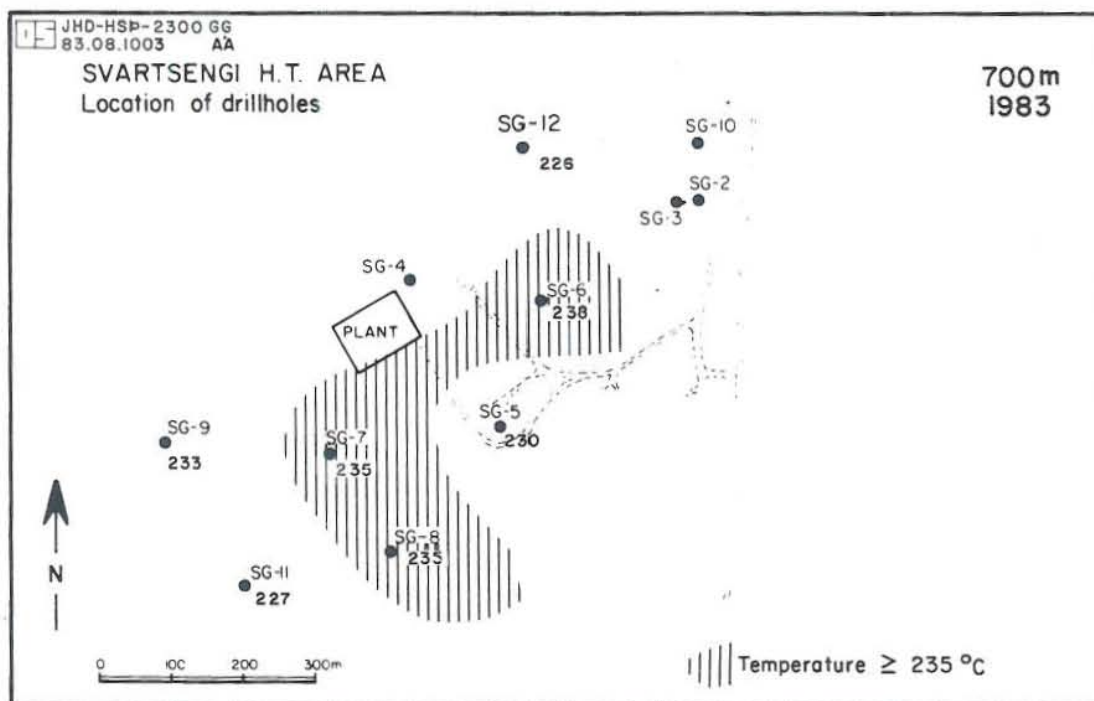 OS JHD-HSÞ-2300 GG
83.08.1003 AA
SVARTSENGI H.T. AREA
Location of drillholes
700m
1983
SG-12
226
SG-10
SG-2
SG-3
SG-4
SG-6
238
PLANT
SG-5
230
SG-9
233
SG-7
235
SG-8
235
SG-11
227
N
0 100 200 300m
Temperature ≥ 235 °C